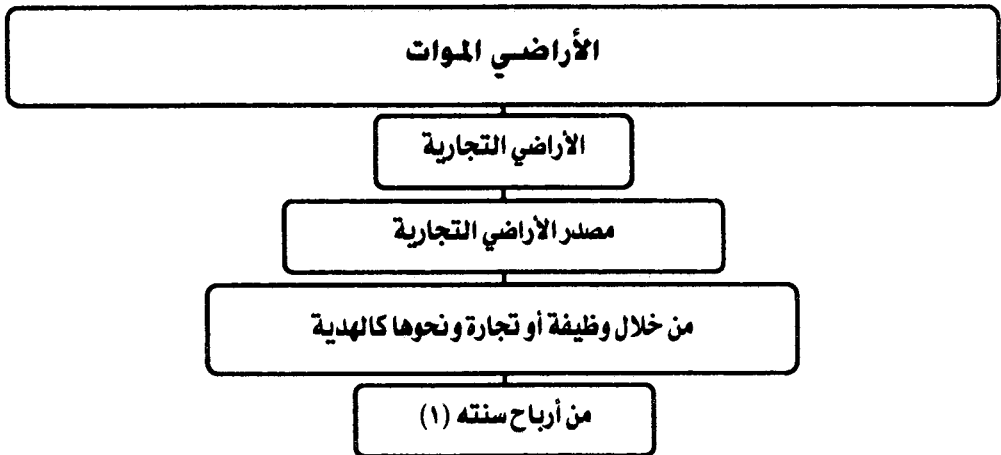 الأراضي الموات
الأراضي التجارية
مصدر الأراضي التجارية
من خلال وظيفة أو تجارة ونحوها كالهدية
من أرباح سنته (١)